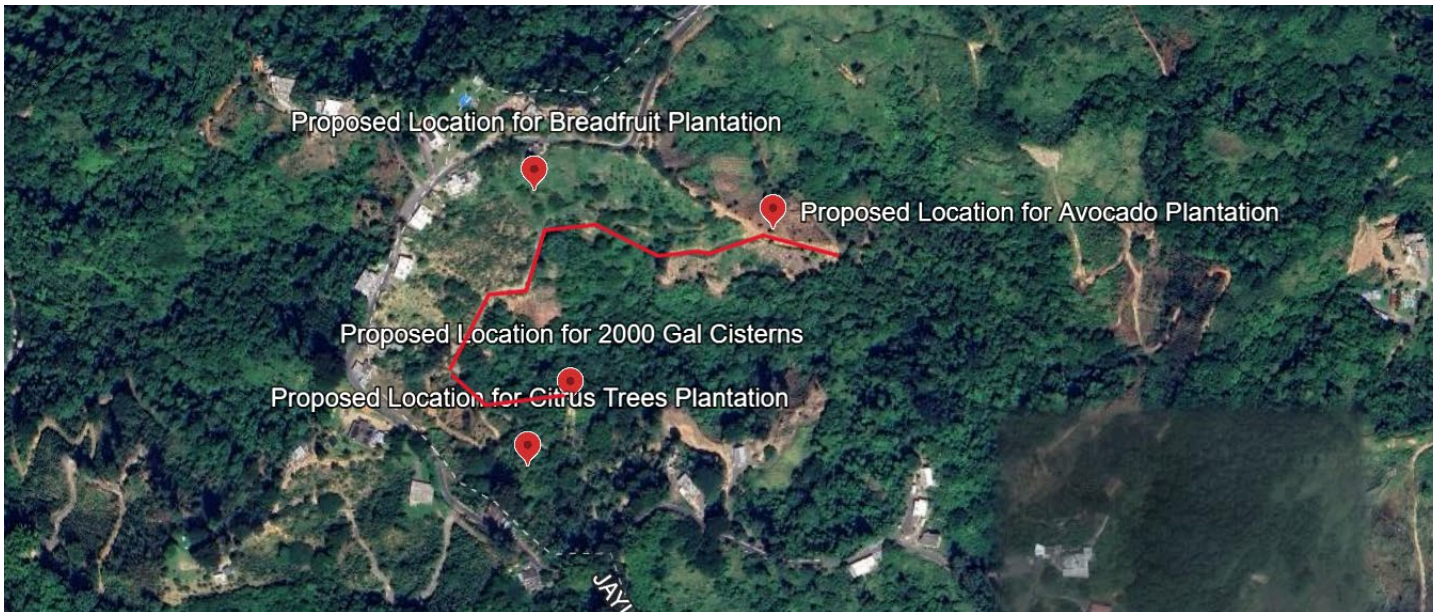 Proposed Location for Breadfruit Plantation
Proposed Location for Avocado Plantation
Proposed Location for 2000 Gal Cisterns
Proposed Location for Citrus Trees Plantation